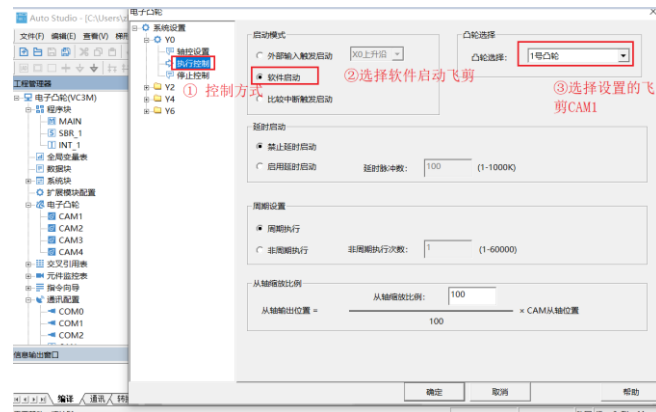 Auto Studio - [C:\Users\
电子凸轮
文件(F) 编辑(E) 查看(V) 梯形
工程管理器
电子凸轮(VC3M)
程序块
MAIN
SBR_1
INT_1
全局变量表
数据块
系统块
扩展模块配置
电子凸轮
CAM1
CAM2
CAM3
CAM4
交叉引用表
元件监控表
指令向导
通讯配置
COM0
COM1
COM2
信息输出窗口
编译 通讯 转换
系统设置
Y0
轴控设置
执行控制
停止控制
Y2
Y4
Y6
① 控制方式
启动模式
外部输入触发启动 X0上升沿
软件启动
比较中断触发启动
②选择软件启动飞剪
凸轮选择
凸轮选择: 1号凸轮
③选择设置的飞
剪CAM1
延时启动
禁止延时启动
启用延时启动 延时脉冲数: 100 (1-1000K)
周期设置
周期执行
非周期执行 非周期执行次数: 1 (1-60000)
从轴缩放比例
从轴缩放比例: 100
从轴输出位置 = × CAM从轴位置
100
确定 取消 帮助